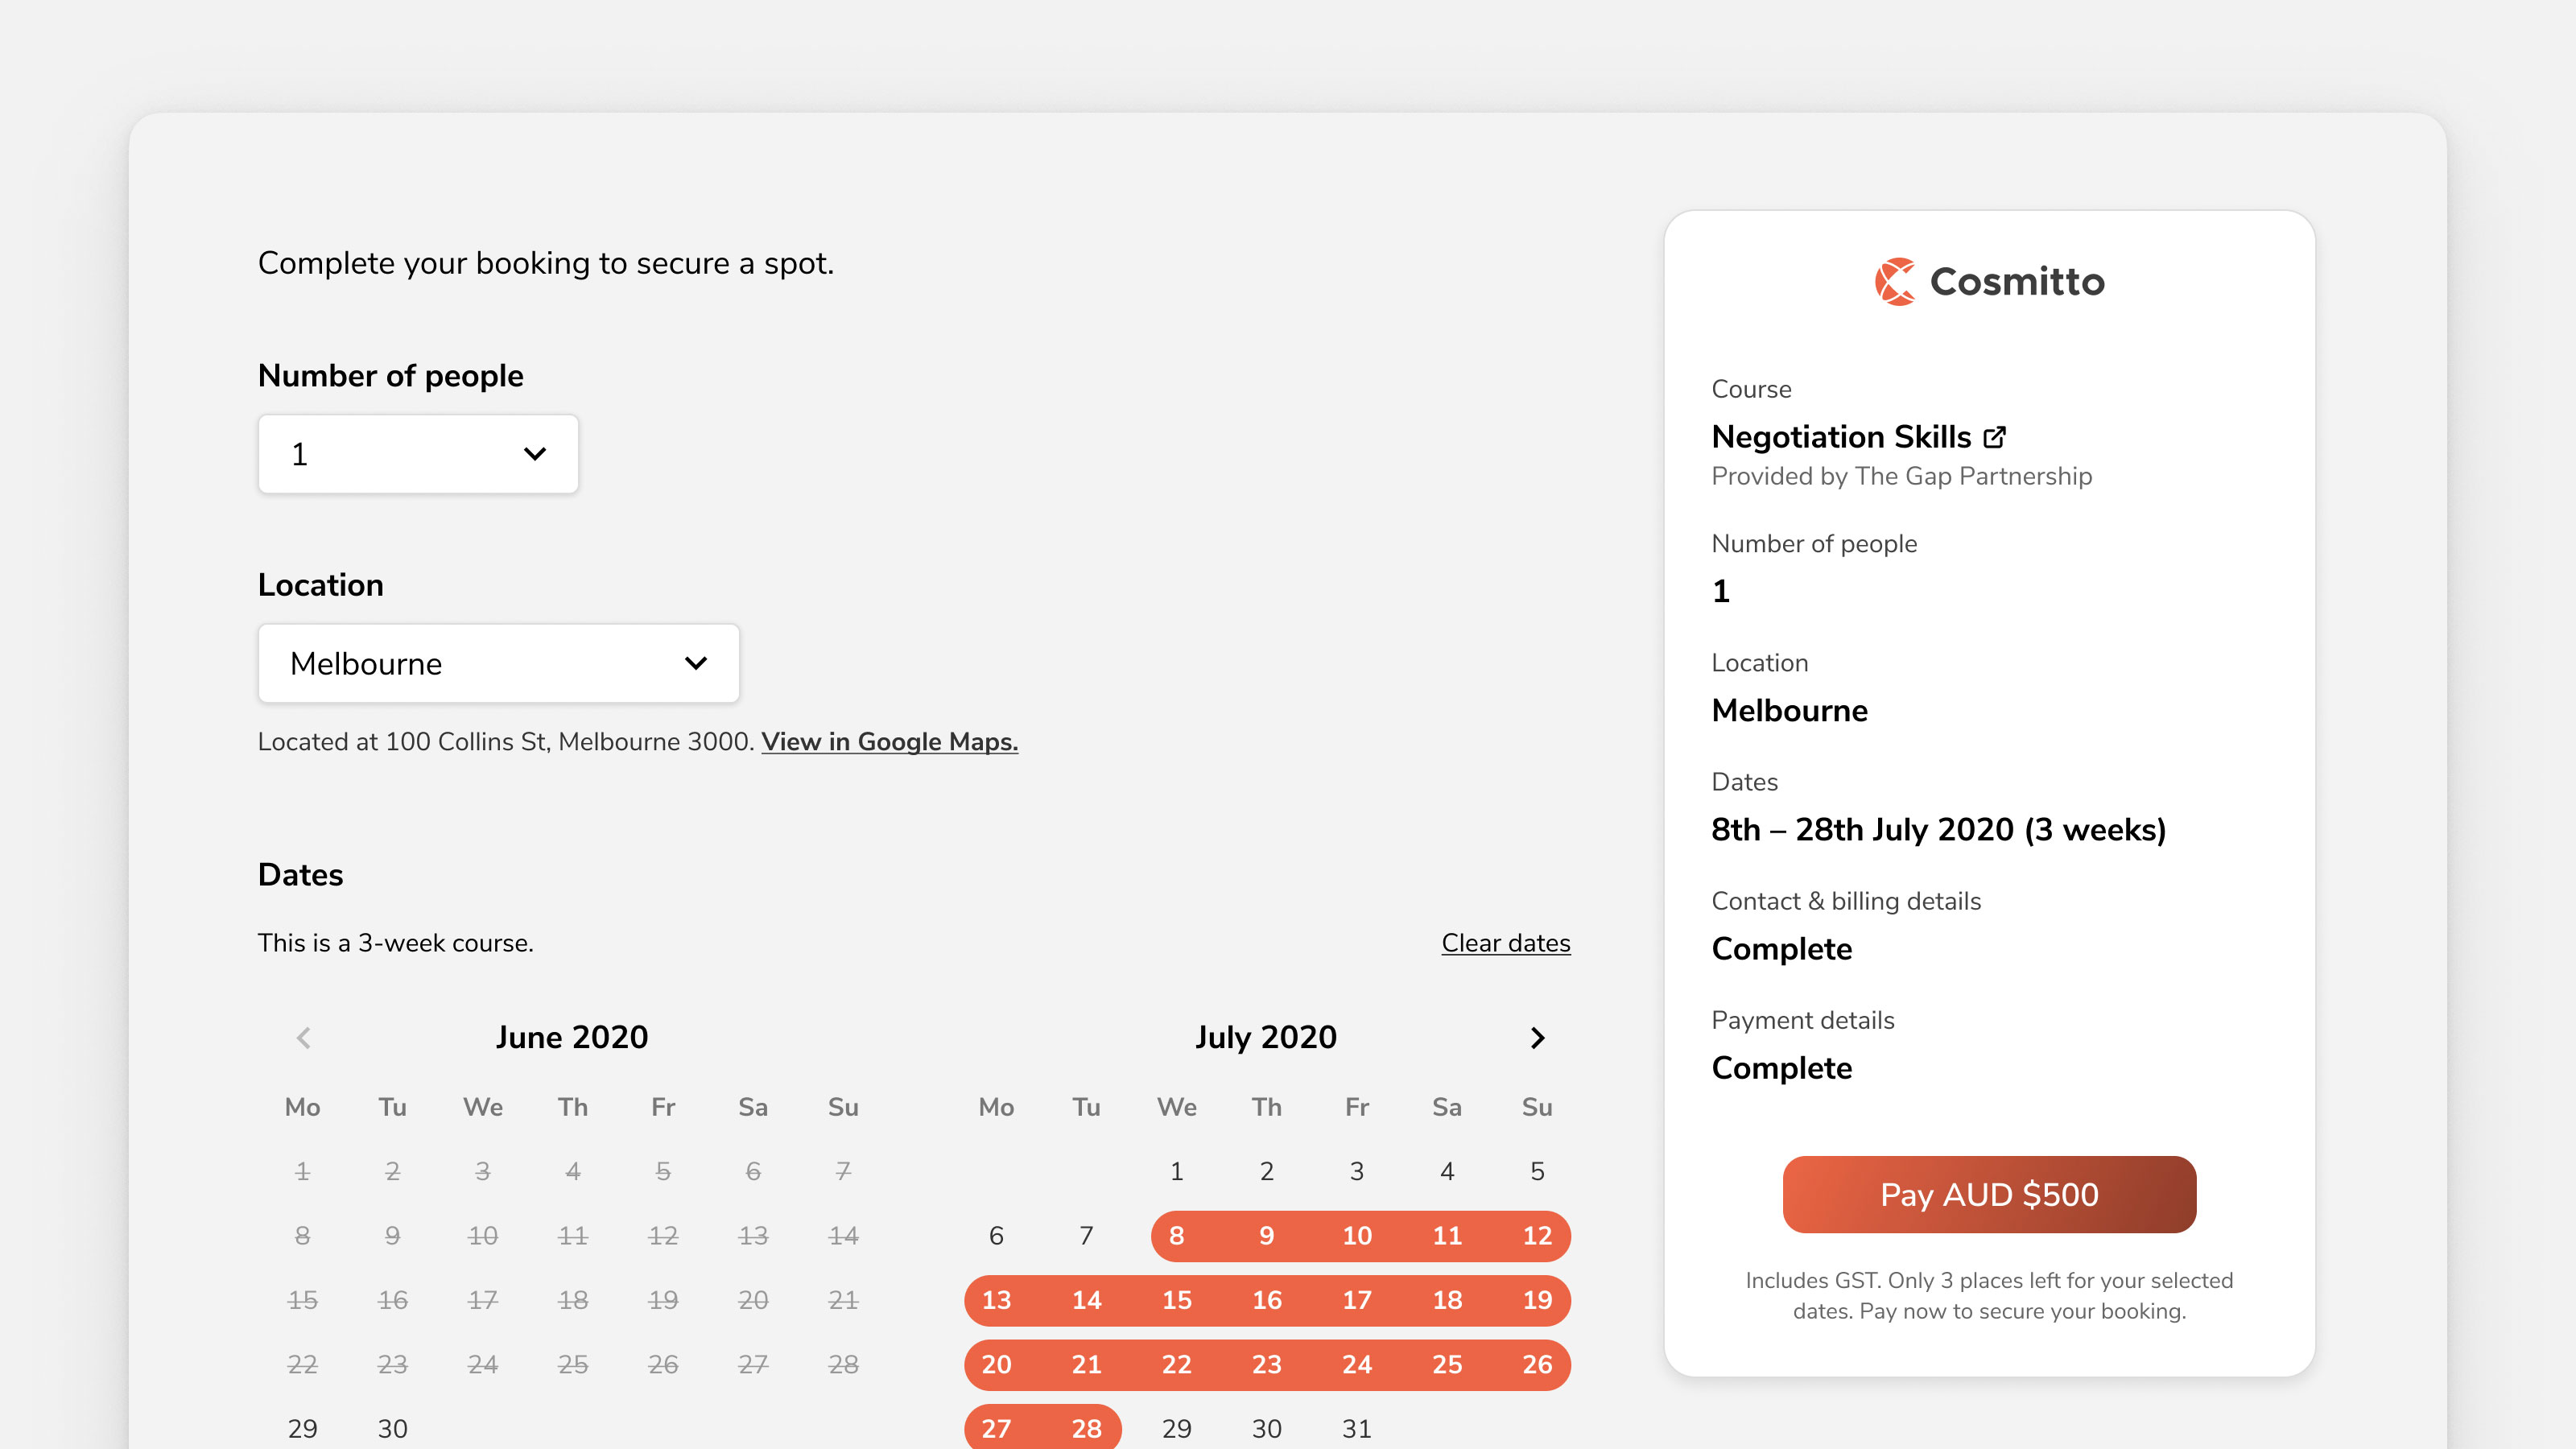 Complete your booking to secure a spot.
Number of people
1
Location
Melbourne
Located at 100 Collins St, Melbourne 3000. View in Google Maps.
Dates
This is a 3-week course. Clear dates
June 2020
Mo Tu We Th Fr Sa Su
1 2 3 4 5 6 7
8 9 10 11 12 13 14
15 16 17 18 19 20 21
22 23 24 25 26 27 28
29 30
July 2020
Mo Tu We Th Fr Sa Su
1 2 3 4 5
6 7 8 9 10 11 12
13 14 15 16 17 18 19
20 21 22 23 24 25 26
27 28 29 30 31
Cosmitto
Course
Negotiation Skills
Provided by The Gap Partnership
Number of people
1
Location
Melbourne
Dates
8th – 28th July 2020 (3 weeks)
Contact & billing details
Complete
Payment details
Complete
Pay AUD $500
Includes GST. Only 3 places left for your selected
dates. Pay now to secure your booking.